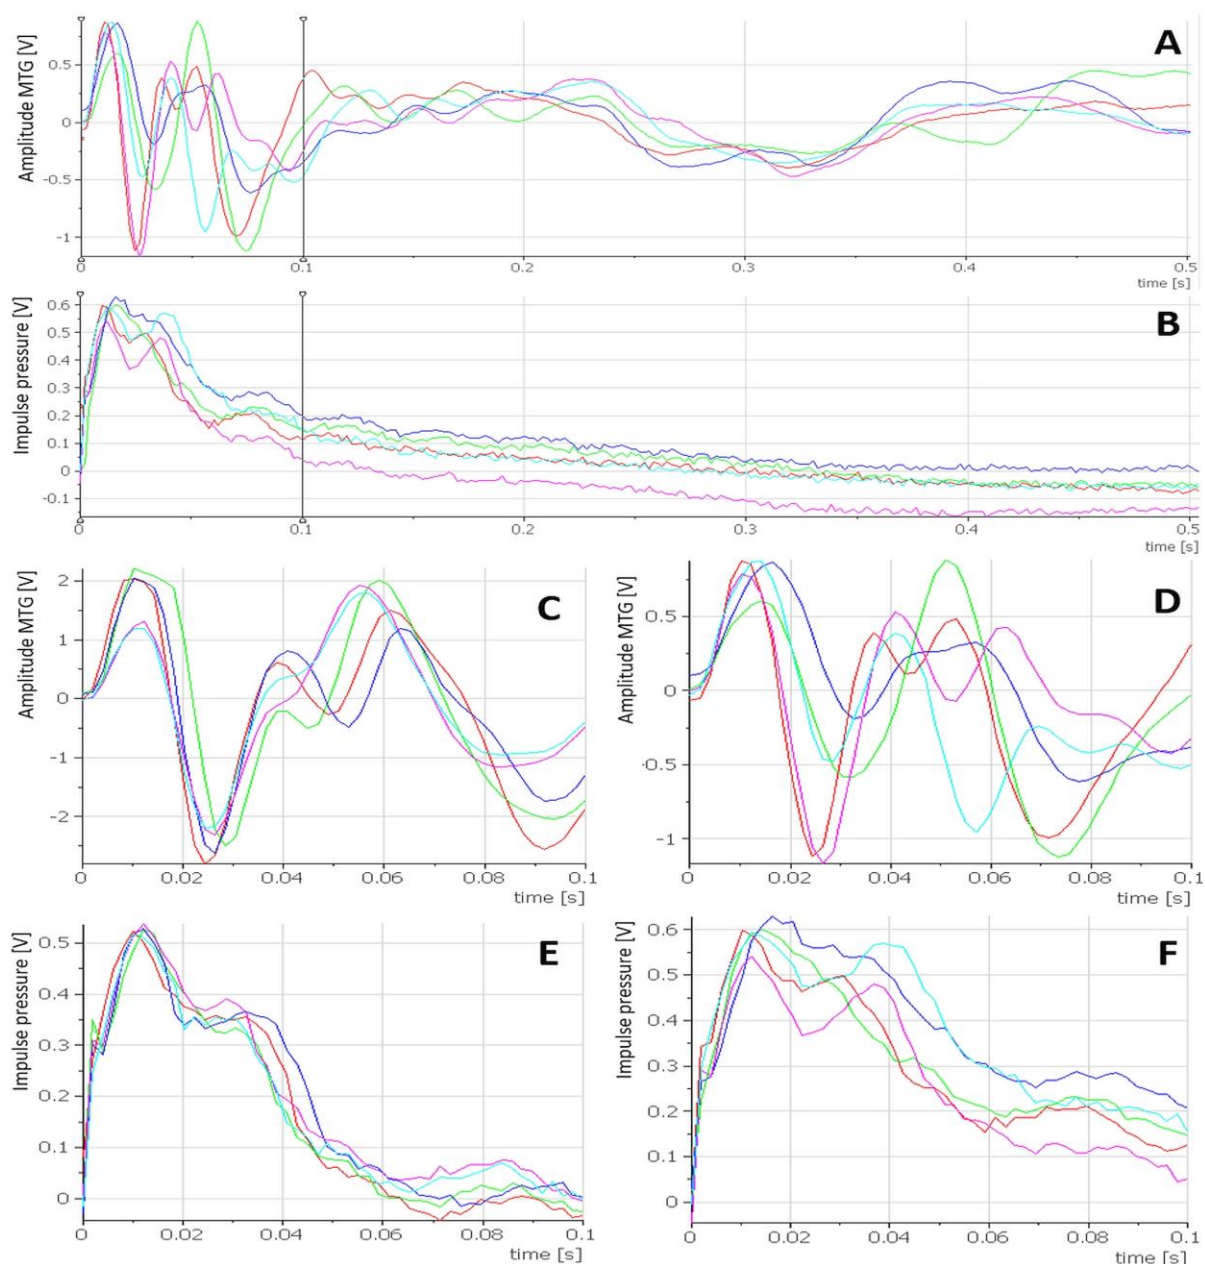 A
Amplitude MTG [V]
0.5
0
-0.5
-1
0 0.1 0.2 0.3 0.4 0.5
time [s]
B
Impulse pressure [V]
0.6
0.5
0.4
0.3
0.2
0.1
0
-0.1
0 0.1 0.2 0.3 0.4 0.5
time [s]
C
Amplitude MTG [V]
2
1
0
-1
-2
0 0.02 0.04 0.06 0.08 0.1
time [s]
D
Amplitude MTG [V]
0.5
0
-0.5
-1
0 0.02 0.04 0.06 0.08 0.1
time [s]
E
Impulse pressure [V]
0.5
0.4
0.3
0.2
0.1
0
0 0.02 0.04 0.06 0.08 0.1
time [s]
F
Impulse pressure [V]
0.6
0.5
0.4
0.3
0.2
0.1
0
0 0.02 0.04 0.06 0.08 0.1
time [s]